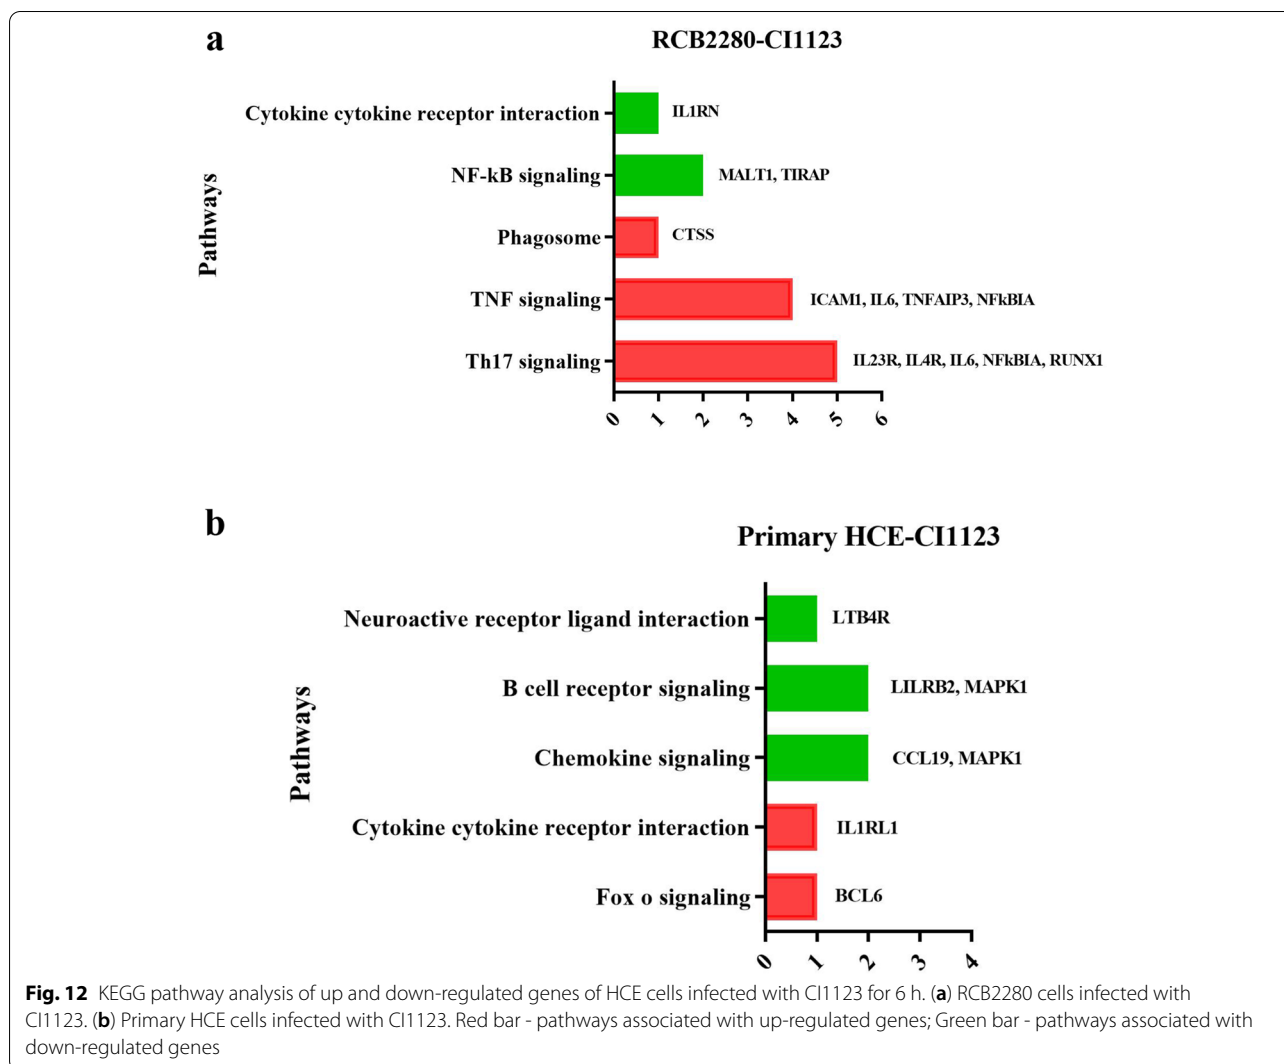 a
RCB2280-CI1123
Pathways
Cytokine cytokine receptor interaction
IL1RN
NF-kB signaling
MALT1, TIRAP
Phagosome
CTSS
TNF signaling
ICAM1, IL6, TNFAIP3, NFkBIA
Th17 signaling
IL23R, IL4R, IL6, NFkBIA, RUNX1
0 1 2 3 4 5 6
b
Primary HCE-CI1123
Pathways
Neuroactive receptor ligand interaction
LTB4R
B cell receptor signaling
LILRB2, MAPK1
Chemokine signaling
CCL19, MAPK1
Cytokine cytokine receptor interaction
IL1RL1
Fox o signaling
BCL6
0 1 2 3 4
Fig. 12 KEGG pathway analysis of up and down-regulated genes of HCE cells infected with CI1123 for 6 h. (a) RCB2280 cells infected with
CI1123. (b) Primary HCE cells infected with CI1123. Red bar - pathways associated with up-regulated genes; Green bar - pathways associated with
down-regulated genes